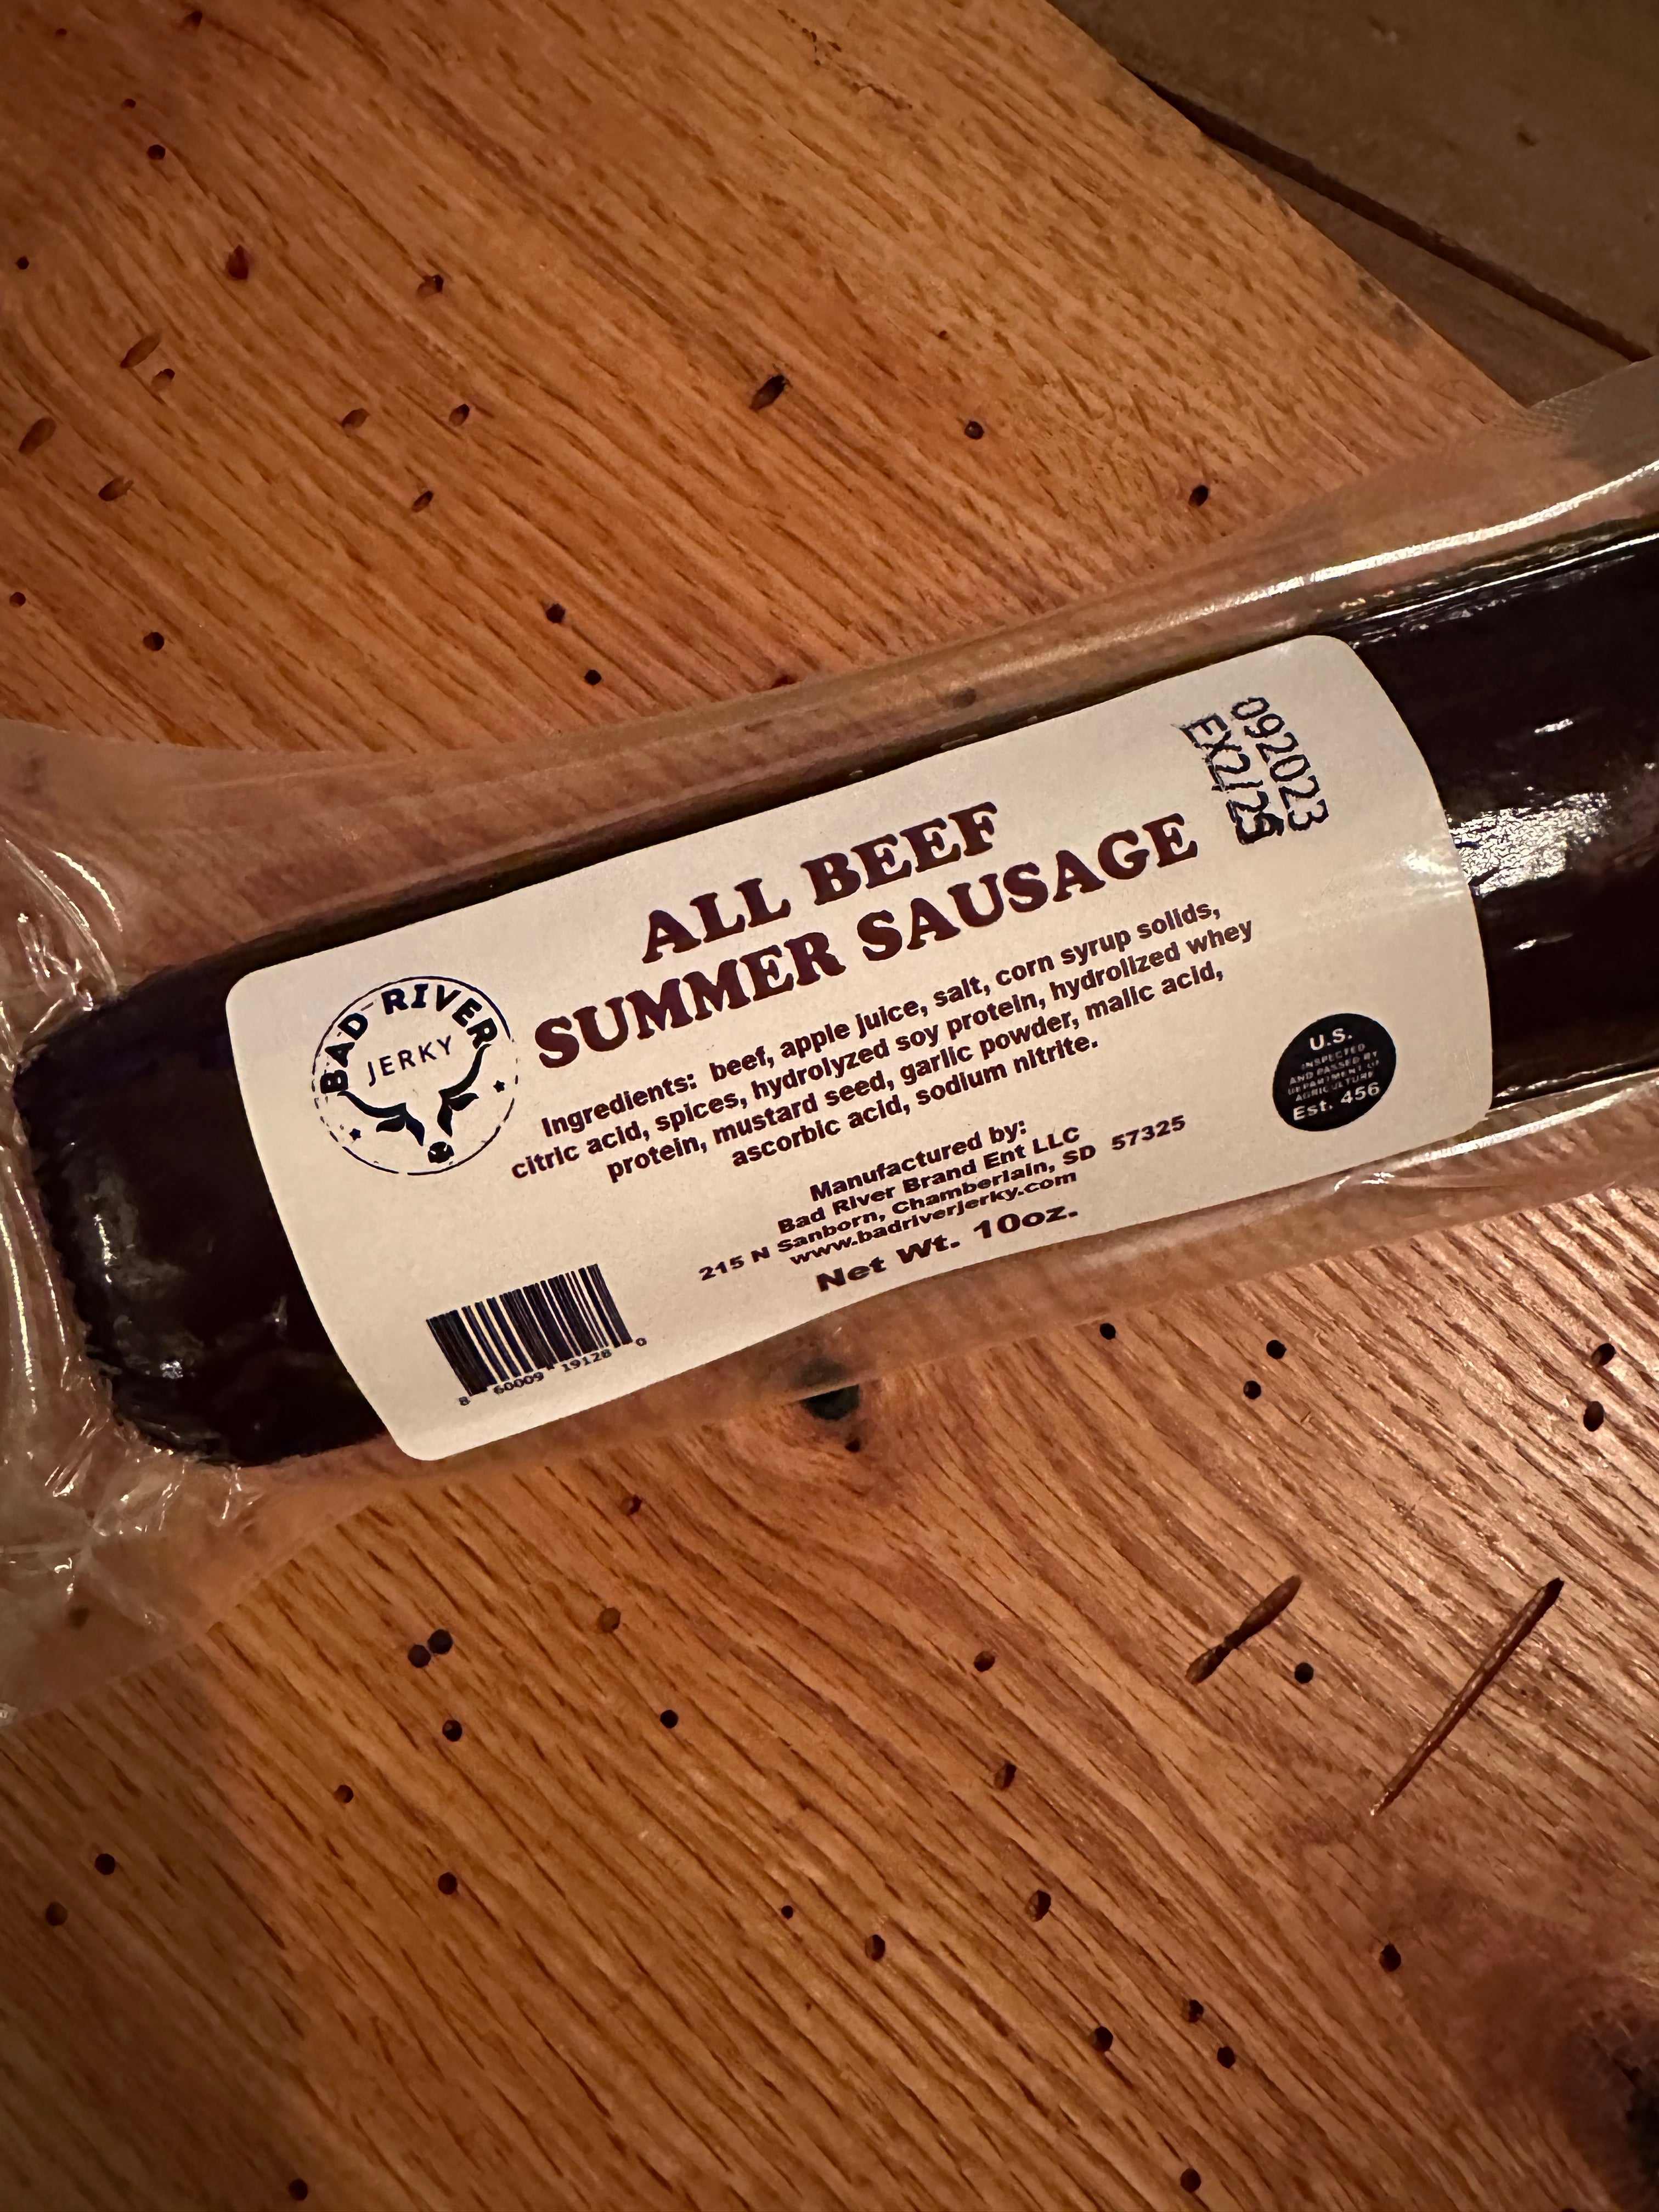 092023
EX2/26
ALL BEEF
SUMMER SAUSAGE
BAD RIVER
JERKY
Ingredients: beef, apple juice, salt, corn syrup solids,
citric acid, spices, hydrolyzed soy protein, hydrolized whey
protein, mustard seed, garlic powder, malic acid,
ascorbic acid, sodium nitrite.
U.S.
INSPECTED
AND PASSED BY
DEPARTMENT OF
AGRICULTURE
Est. 456
Manufactured by:
Bad River Brand Ent LLC
215 N Sanborn, Chamberlain, SD 57325
www.badriverjerky.com
Net Wt. 10oz.
8 60009 19128 0